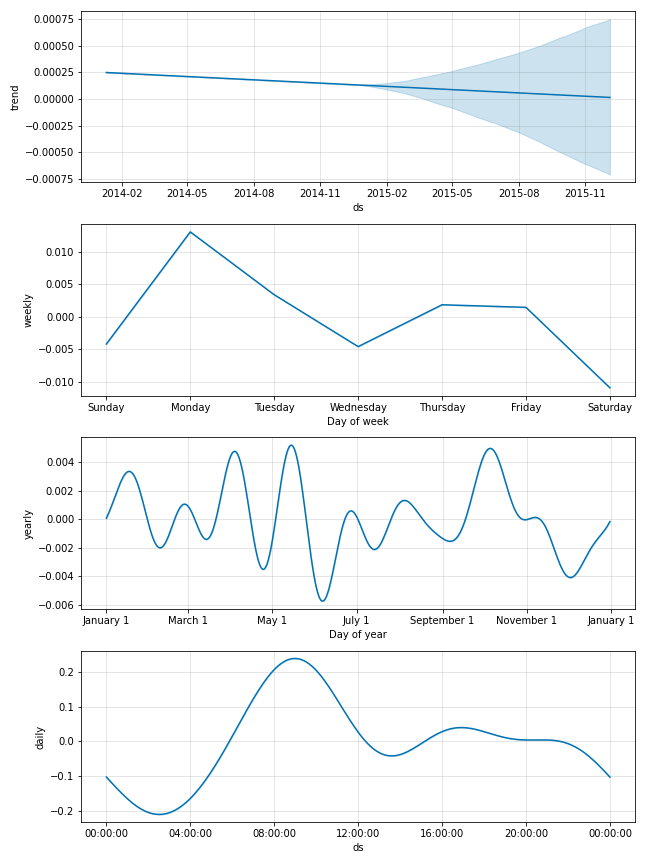 0.00075
0.00050
0.00025
0.00000
−0.00025
−0.00050
−0.00075
trend
2014-02 2014-05 2014-08 2014-11 2015-02 2015-05 2015-08 2015-11
ds
0.010
0.005
0.000
−0.005
−0.010
weekly
Sunday Monday Tuesday Wednesday Thursday Friday Saturday
Day of week
0.004
0.002
0.000
−0.002
−0.004
−0.006
yearly
January 1 March 1 May 1 July 1 September 1 November 1 January 1
Day of year
0.2
0.1
0.0
−0.1
−0.2
daily
00:00:00 04:00:00 08:00:00 12:00:00 16:00:00 20:00:00 00:00:00
ds